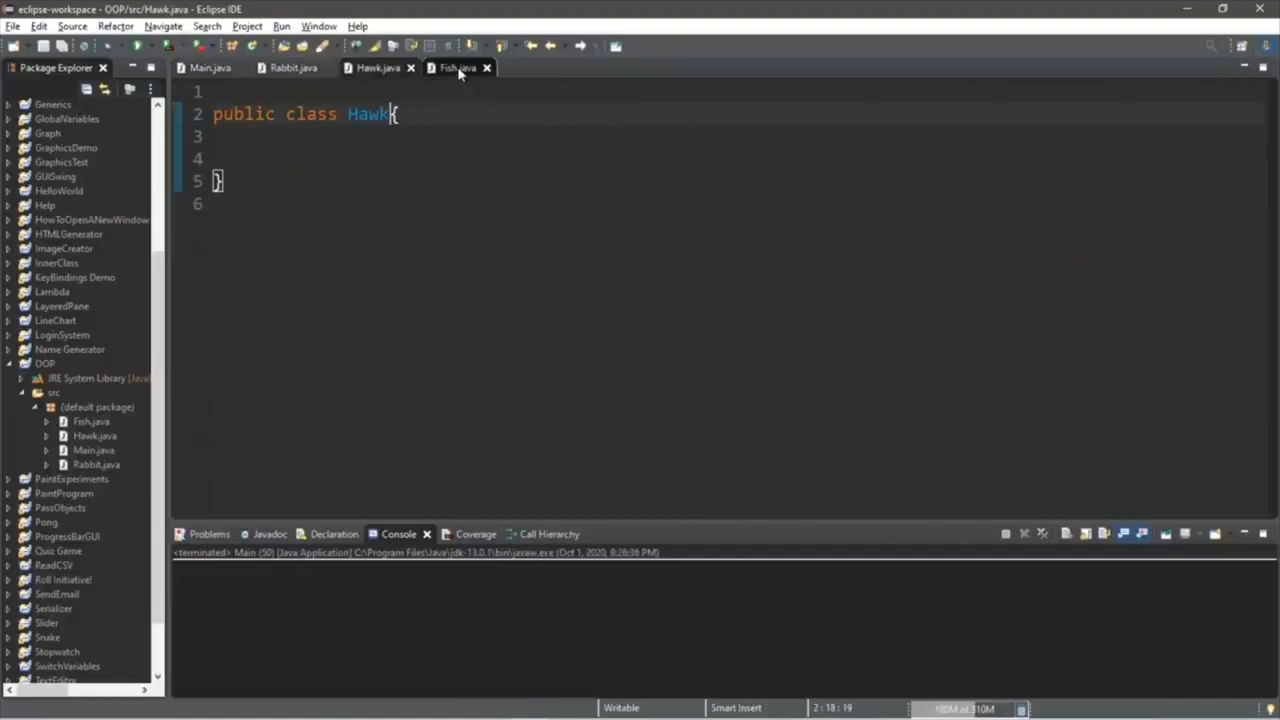 eclipse-workspace - OOP/src/Hawk.java - Eclipse IDE
File Edit Source Refactor Navigate Search Project Run Window Help
Package Explorer
Main.java Rabbit.java Hawk.java Fish.java
Generics
GlobalVariables
Graph
GraphicsDemo
GraphicsTest
GUISwing
HelloWorld
Help
HowToOpenANewWindow
HTMLGenerator
ImageCreator
InnerClass
KeyBindings Demo
Lambda
LayeredPane
LineChart
LoginSystem
Name Generator
OOP
JRE System Library [Java
src
(default package)
Fish.java
Hawk.java
Main.java
Rabbit.java
PaintExperiments
PaintProgram
PassObjects
Pong
ProgressBarGUI
Quiz Game
ReadCSV
Roll Initiative!
SendEmail
Serializer
Slider
Snake
Stopwatch
SwitchVariables
TextEditor
1
2 public class Hawk{
3
4
5 }
6
Problems Javadoc Declaration Console Coverage Call Hierarchy
<terminated> Main (50) [Java Application] C:\Program Files\Java\jdk-13.0.1\bin\javaw.exe (Oct 1, 2020, 8:26:36 PM)
Writable Smart Insert 2 : 18 : 19